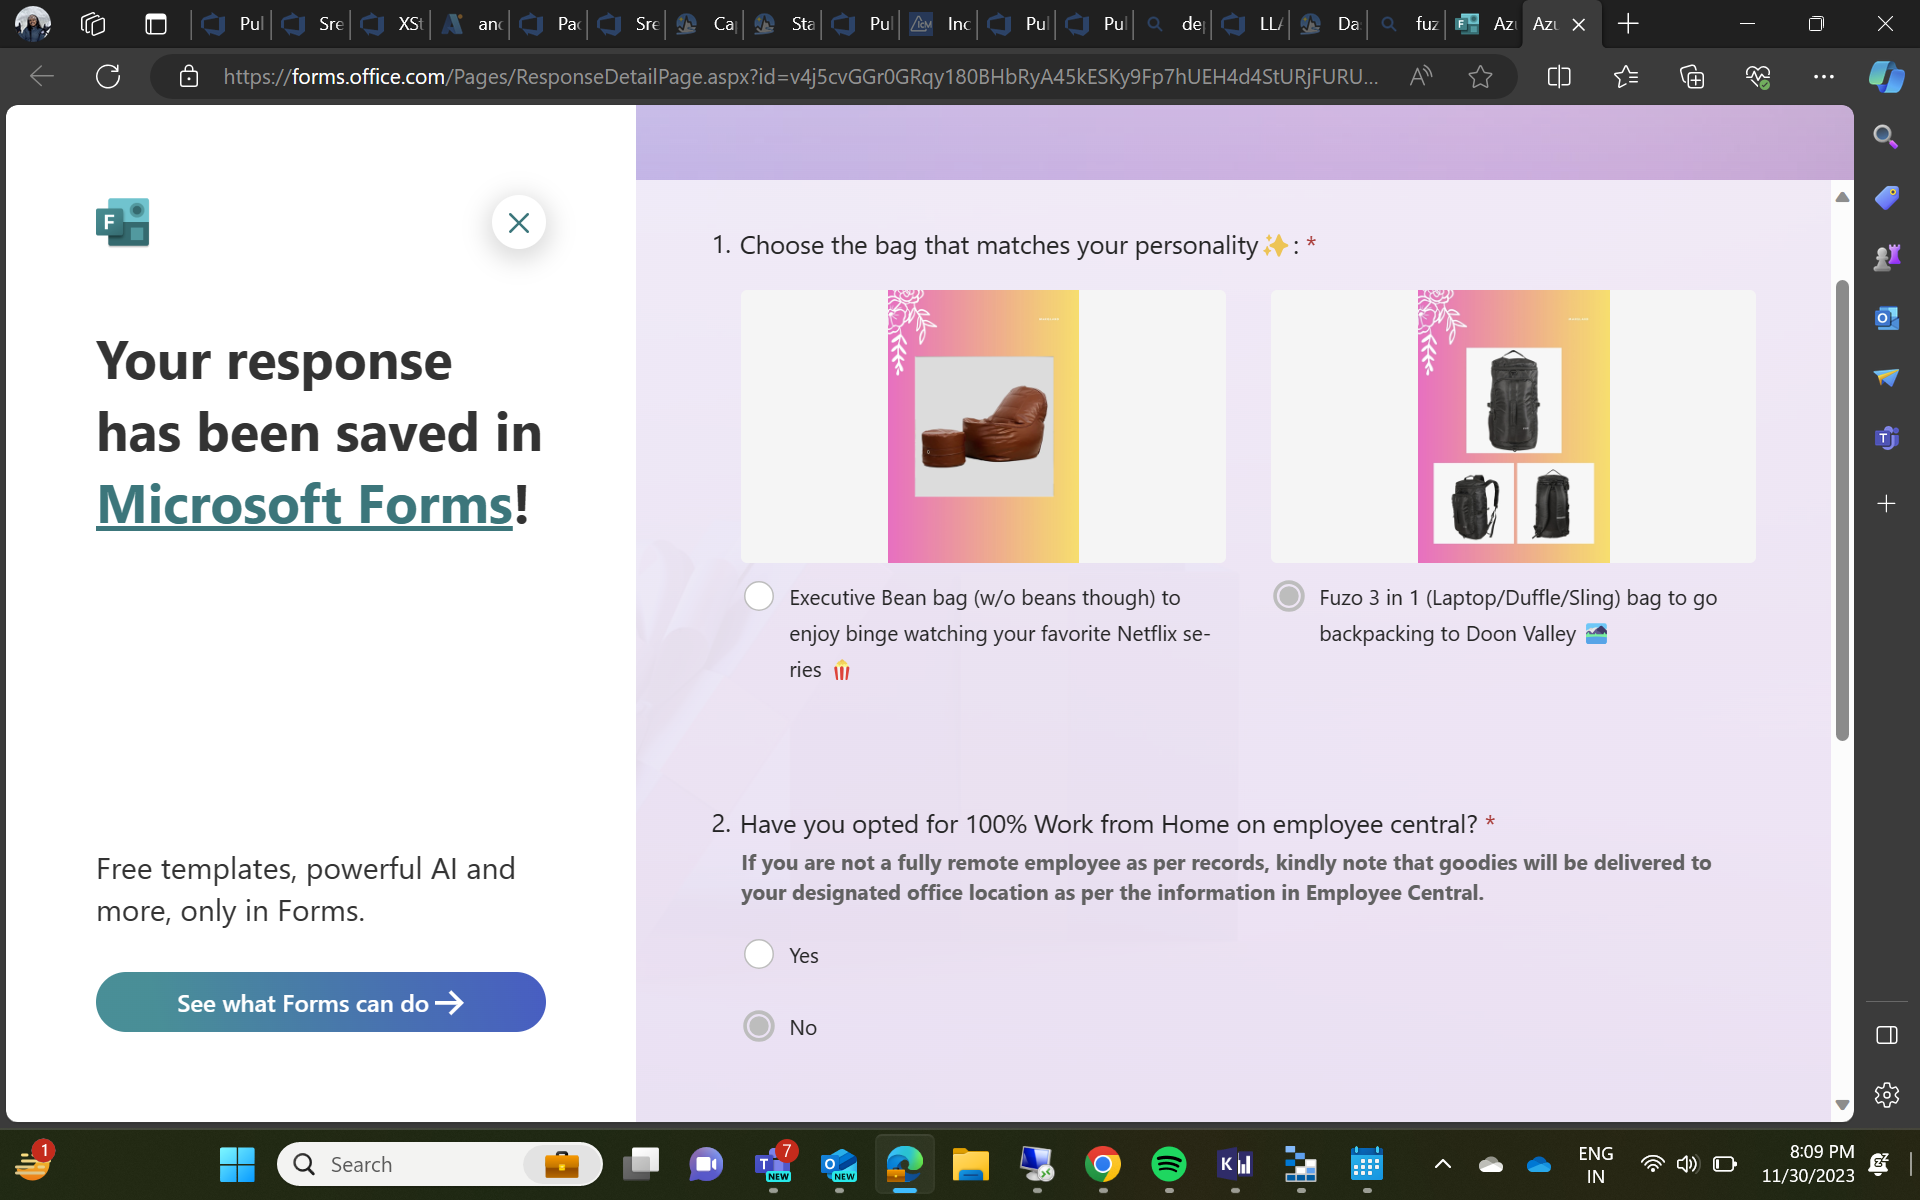 Pul
Sre
XSt
and
Pac
Sre
Cap
Sta
Pul
Inc
Pul
Pul
de
LLA
Da
fuz
Azu
Azu
https://forms.office.com/Pages/ResponseDetailPage.aspx?id=v4j5cvGGr0GRqy180BHbRyA45kESKy9Fp7hUEH4d4StURjFURU...
F
Your response
has been saved in
Microsoft Forms!
Free templates, powerful AI and
more, only in Forms.
See what Forms can do
1. Choose the bag that matches your personality✨: *
Executive Bean bag (w/o beans though) to
enjoy binge watching your favorite Netflix se-
ries 🍿
Fuzo 3 in 1 (Laptop/Duffle/Sling) bag to go
backpacking to Doon Valley 🏞️
2. Have you opted for 100% Work from Home on employee central? *
If you are not a fully remote employee as per records, kindly note that goodies will be delivered to
your designated office location as per the information in Employee Central.
Yes
No
1
Search
7
NEW
NEW
ENG
IN
8:09 PM
11/30/2023